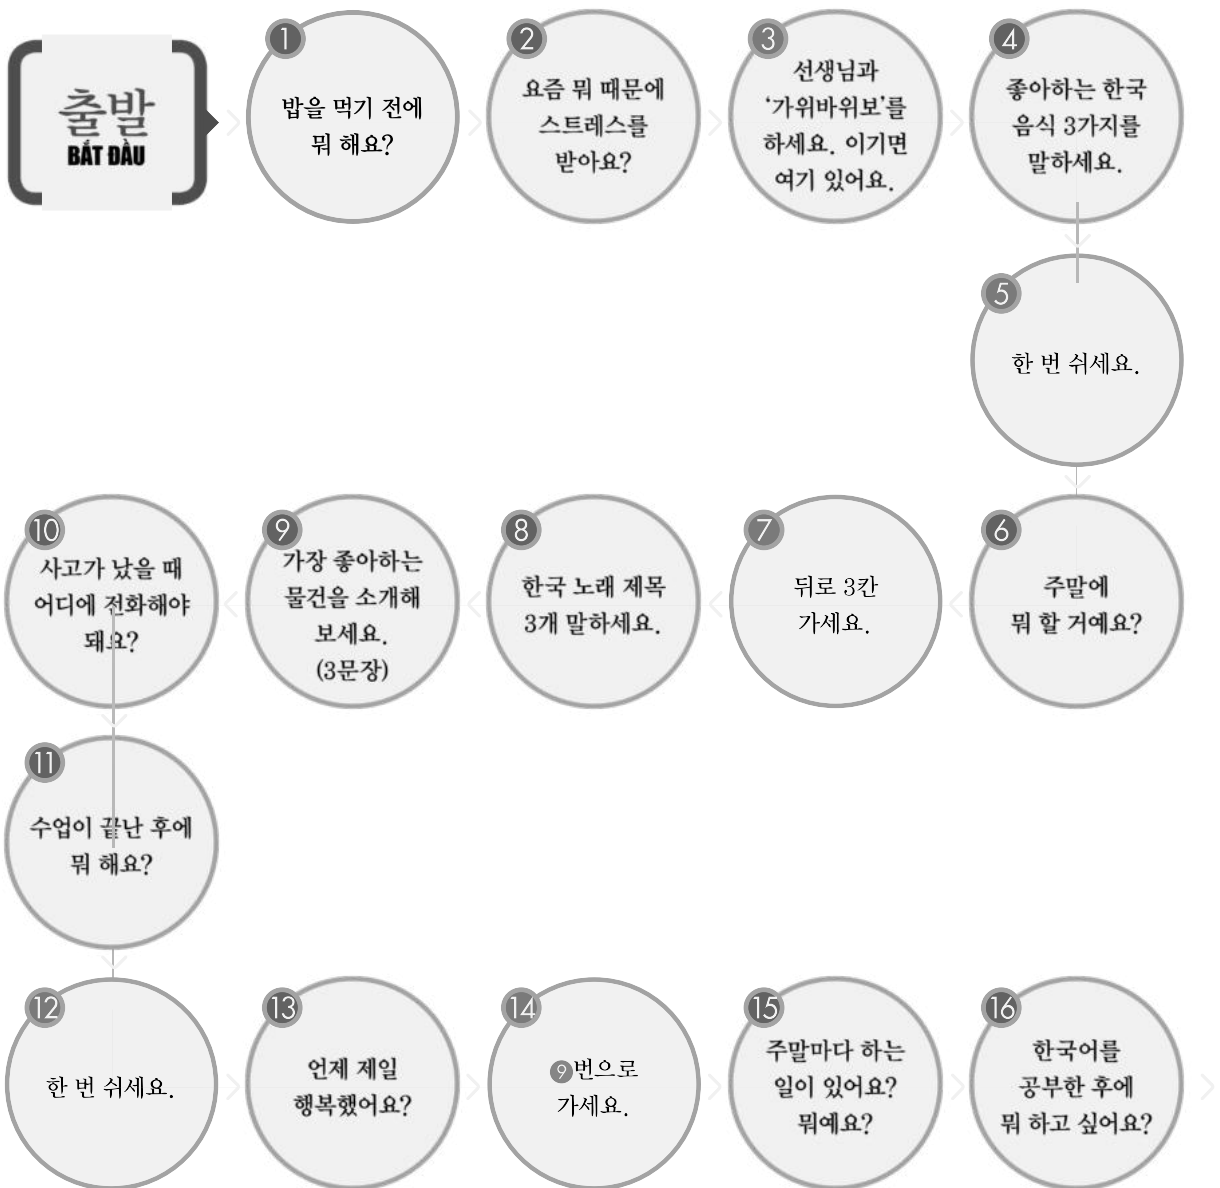 출발
BẮT ĐẦU
1
밥을 먹기 전에
뭐 해요?
2
요즘 뭐 때문에
스트레스를
받아요?
3
선생님과
‘가위바위보’를
하세요. 이기면
여기 있어요.
4
좋아하는 한국
음식 3가지를
말하세요.
5
한 번 쉬세요.
6
주말에
뭐 할 거예요?
7
뒤로 3칸
가세요.
8
한국 노래 제목
3개 말하세요.
9
가장 좋아하는
물건을 소개해
보세요.
(3문장)
10
사고가 났을 때
어디에 전화해야
돼요?
11
수업이 끝난 후에
뭐 해요?
12
한 번 쉬세요.
13
언제 제일
행복했어요?
14
9번으로
가세요.
15
주말마다 하는
일이 있어요?
뭐예요?
16
한국어를
공부한 후에
뭐 하고 싶어요?